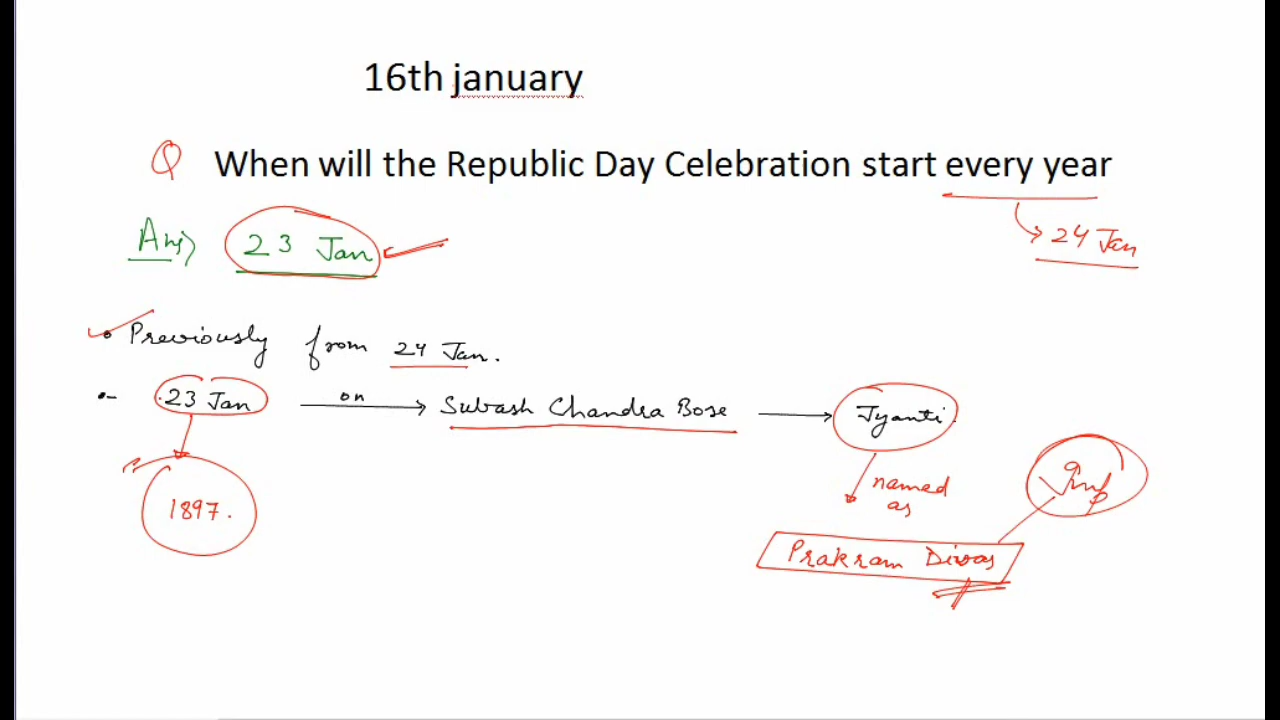 16th january
Q When will the Republic Day Celebration start every year
Ans) 23 Jan
24 Jan
• Previously from 24 Jan.
•- 23 Jan on Subash Chandra Bose Jyanti.
1897.
named
as
Imp
Prakram Divas